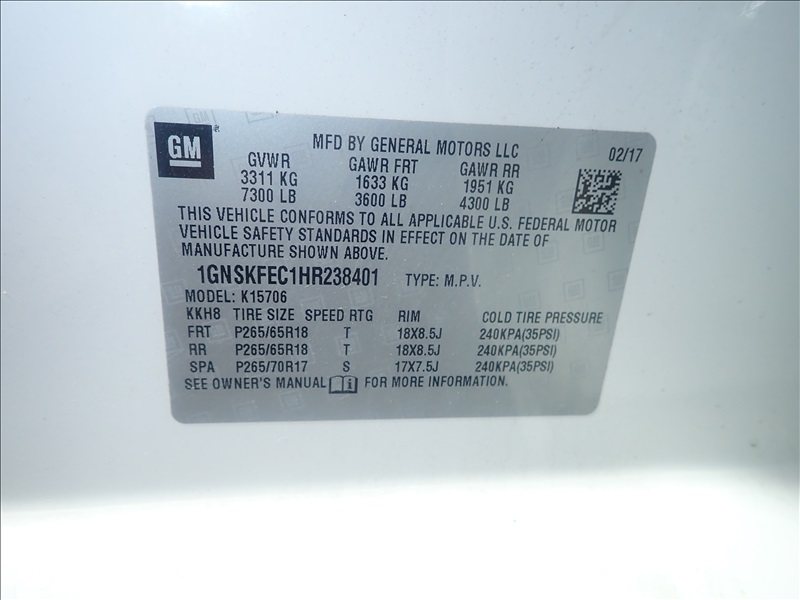 GM
MFD BY GENERAL MOTORS LLC 02/17
GVWR GAWR FRT GAWR RR
3311 KG 1633 KG 1951 KG
7300 LB 3600 LB 4300 LB
THIS VEHICLE CONFORMS TO ALL APPLICABLE U.S. FEDERAL MOTOR
VEHICLE SAFETY STANDARDS IN EFFECT ON THE DATE OF
MANUFACTURE SHOWN ABOVE.
1GNSKFEC1HR238401 TYPE: M.P.V.
MODEL: K15706
KKH8 TIRE SIZE SPEED RTG RIM COLD TIRE PRESSURE
FRT P265/65R18 T 18X8.5J 240KPA(35PSI)
RR P265/65R18 T 18X8.5J 240KPA(35PSI)
SPA P265/70R17 S 17X7.5J 240KPA(35PSI)
SEE OWNER'S MANUAL FOR MORE INFORMATION.